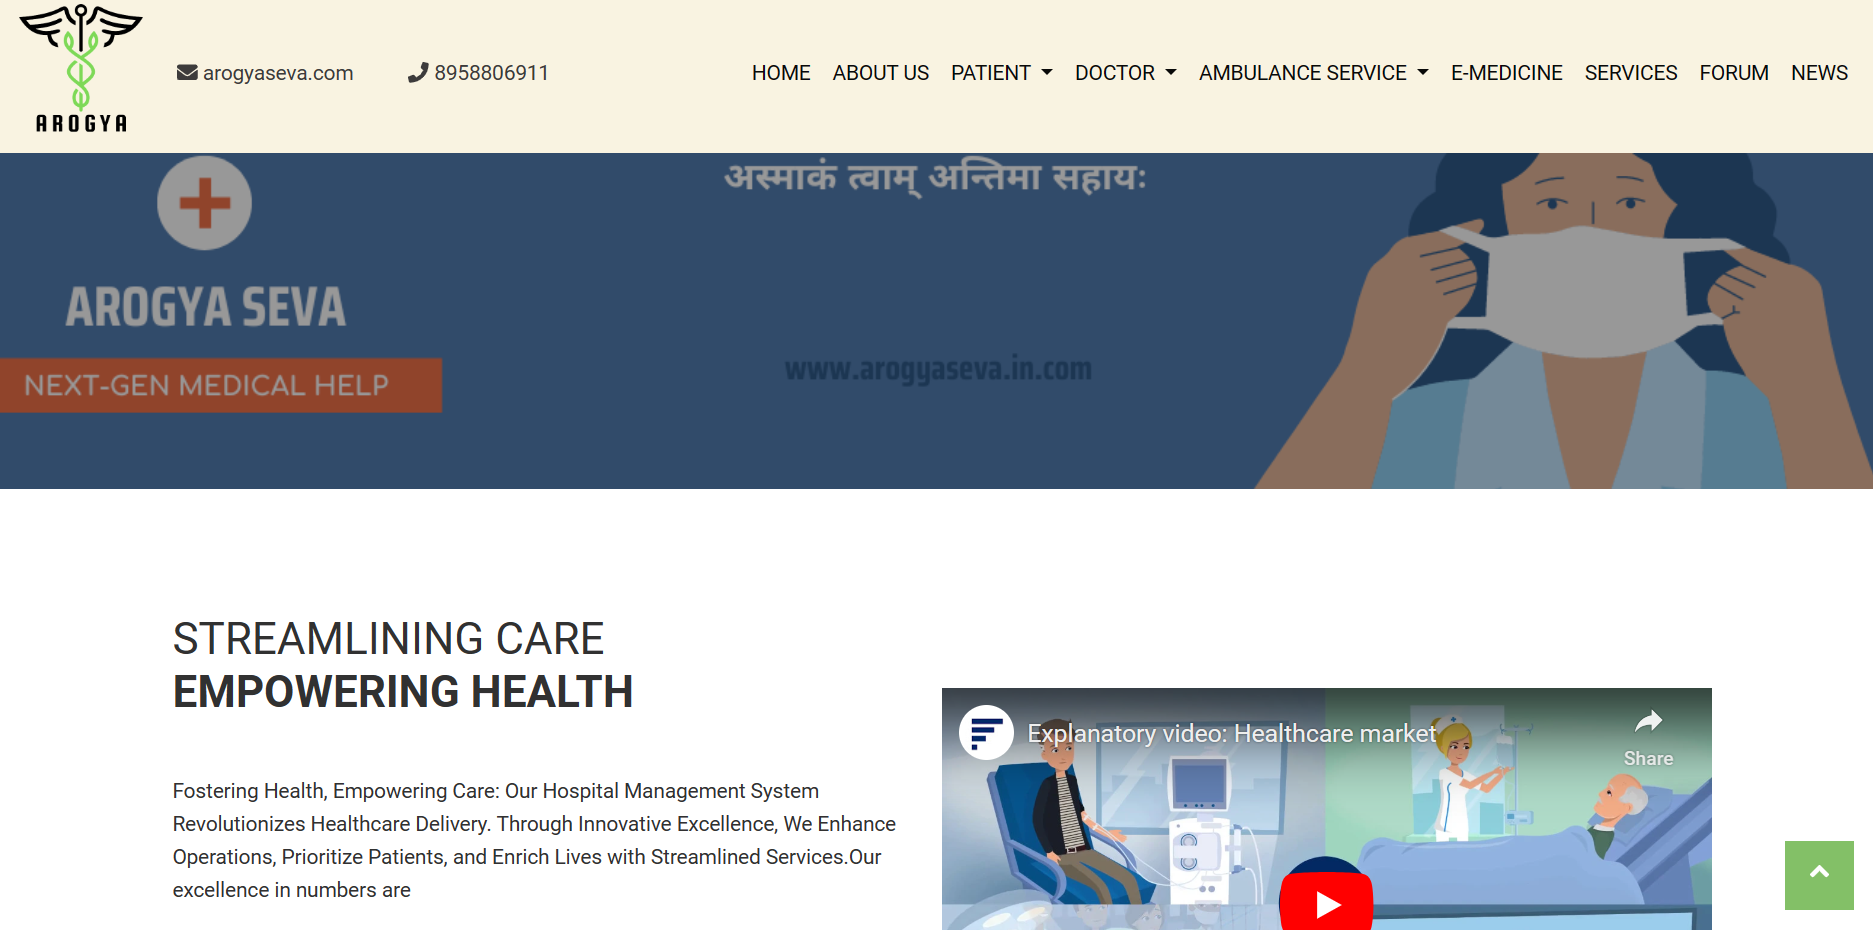 AROGYA
arogyaseva.com
8958806911
HOME ABOUT US PATIENT DOCTOR AMBULANCE SERVICE E-MEDICINE SERVICES FORUM NEWS
अस्माकं त्वाम् अन्तिमा सहायः
AROGYA SEVA
www.arogyaseva.in.com
NEXT-GEN MEDICAL HELP
STREAMLINING CARE
EMPOWERING HEALTH
Fostering Health, Empowering Care: Our Hospital Management System
Revolutionizes Healthcare Delivery. Through Innovative Excellence, We Enhance
Operations, Prioritize Patients, and Enrich Lives with Streamlined Services.Our
excellence in numbers are
Explanatory video: Healthcare market
Share